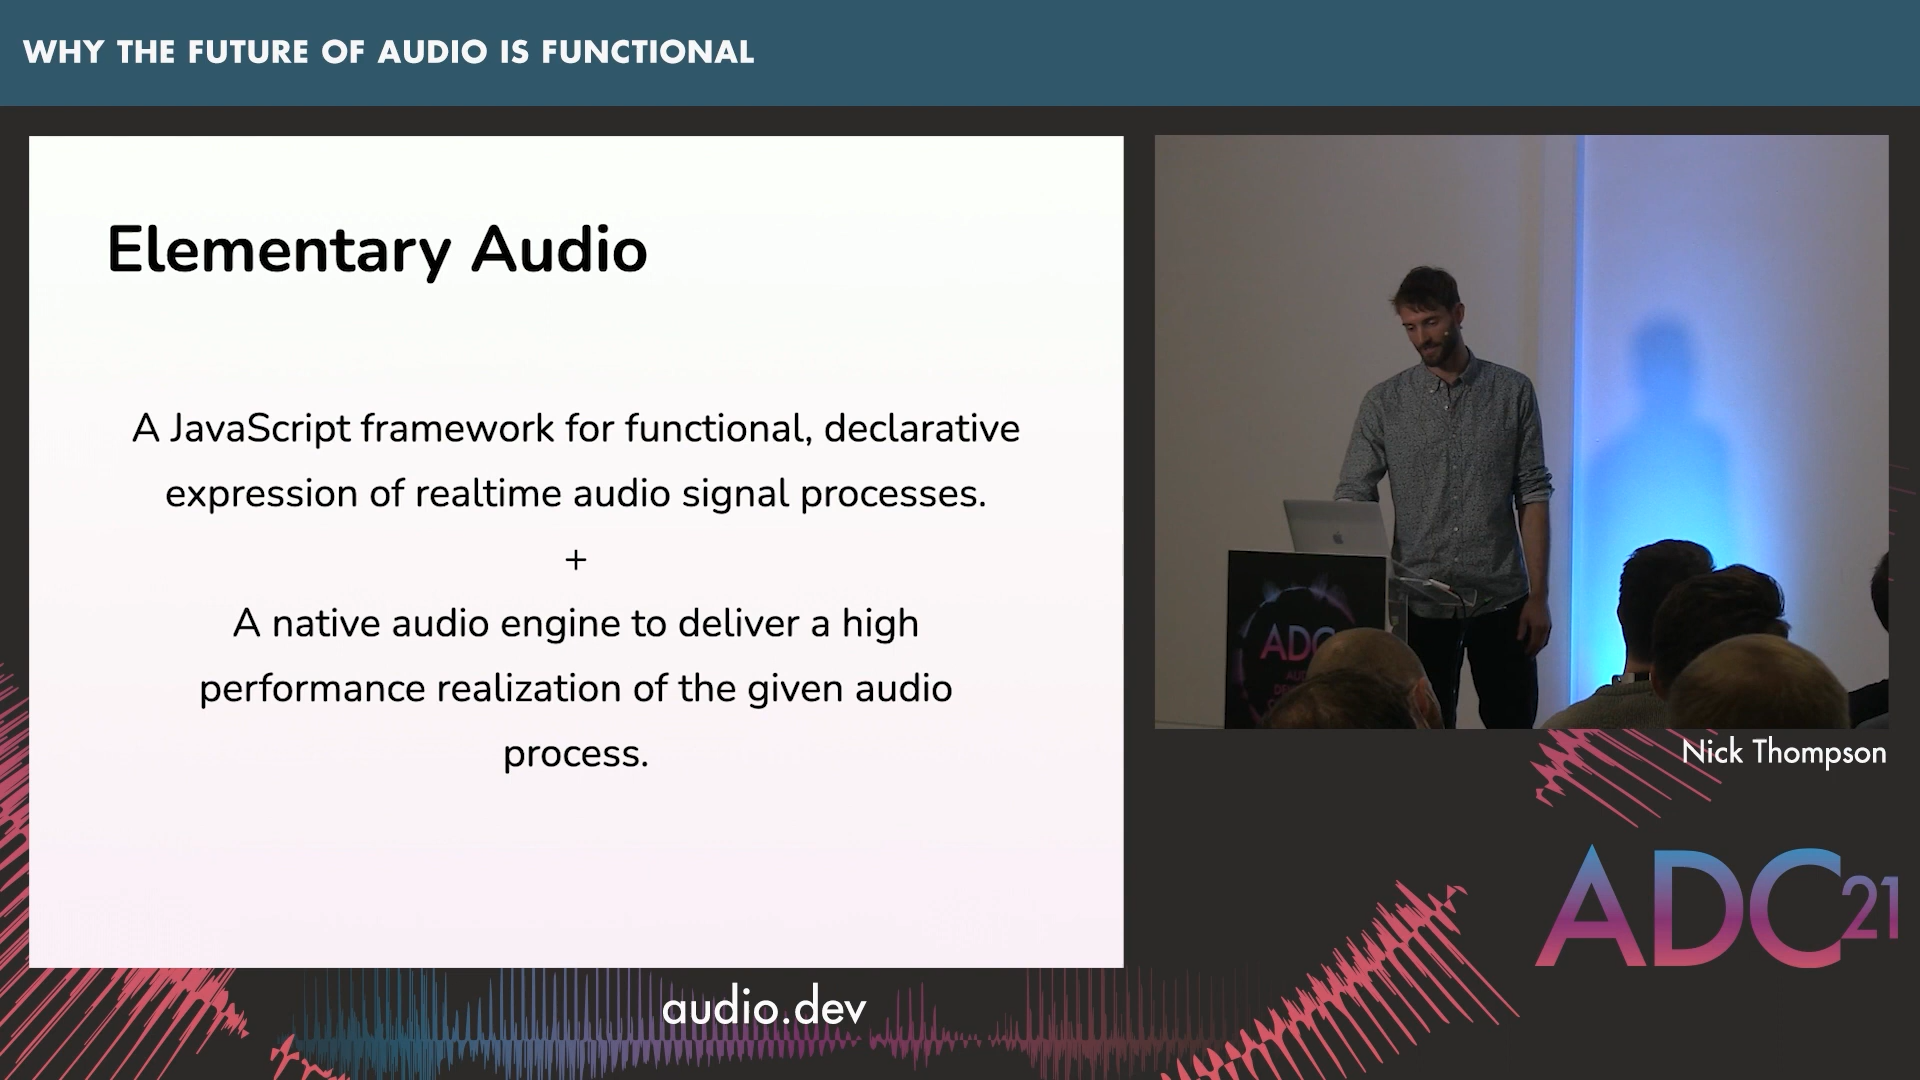 WHY THE FUTURE OF AUDIO IS FUNCTIONAL
Elementary Audio
A JavaScript framework for functional, declarative
expression of realtime audio signal processes.
+
A native audio engine to deliver a high
performance realization of the given audio
process.
ADC
Nick Thompson
ADC21
audio.dev